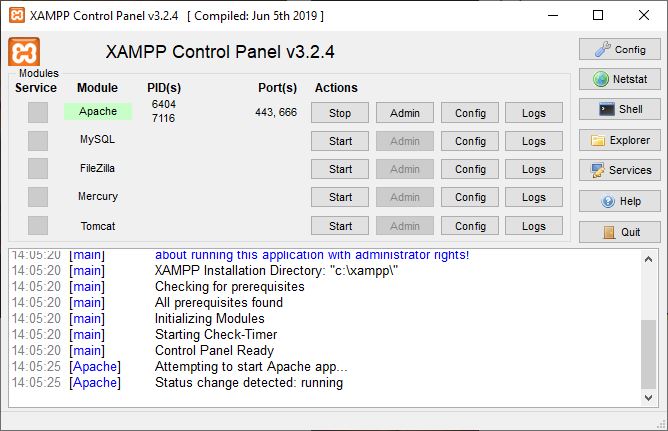 XAMPP Control Panel v3.2.4 [ Compiled: Jun 5th 2019 ]
XAMPP Control Panel v3.2.4
Config
Modules
Service Module PID(s) Port(s) Actions
Netstat
Apache 6404 7116 443, 666 Stop Admin Config Logs
Shell
MySQL Start Admin Config Logs
Explorer
FileZilla Start Admin Config Logs
Services
Mercury Start Admin Config Logs
Help
Tomcat Start Admin Config Logs
Quit
14:05:20 [main] about running this application with administrator rights!
14:05:20 [main] XAMPP Installation Directory: "c:\xampp\"
14:05:20 [main] Checking for prerequisites
14:05:20 [main] All prerequisites found
14:05:20 [main] Initializing Modules
14:05:20 [main] Starting Check-Timer
14:05:20 [main] Control Panel Ready
14:05:25 [Apache] Attempting to start Apache app...
14:05:25 [Apache] Status change detected: running